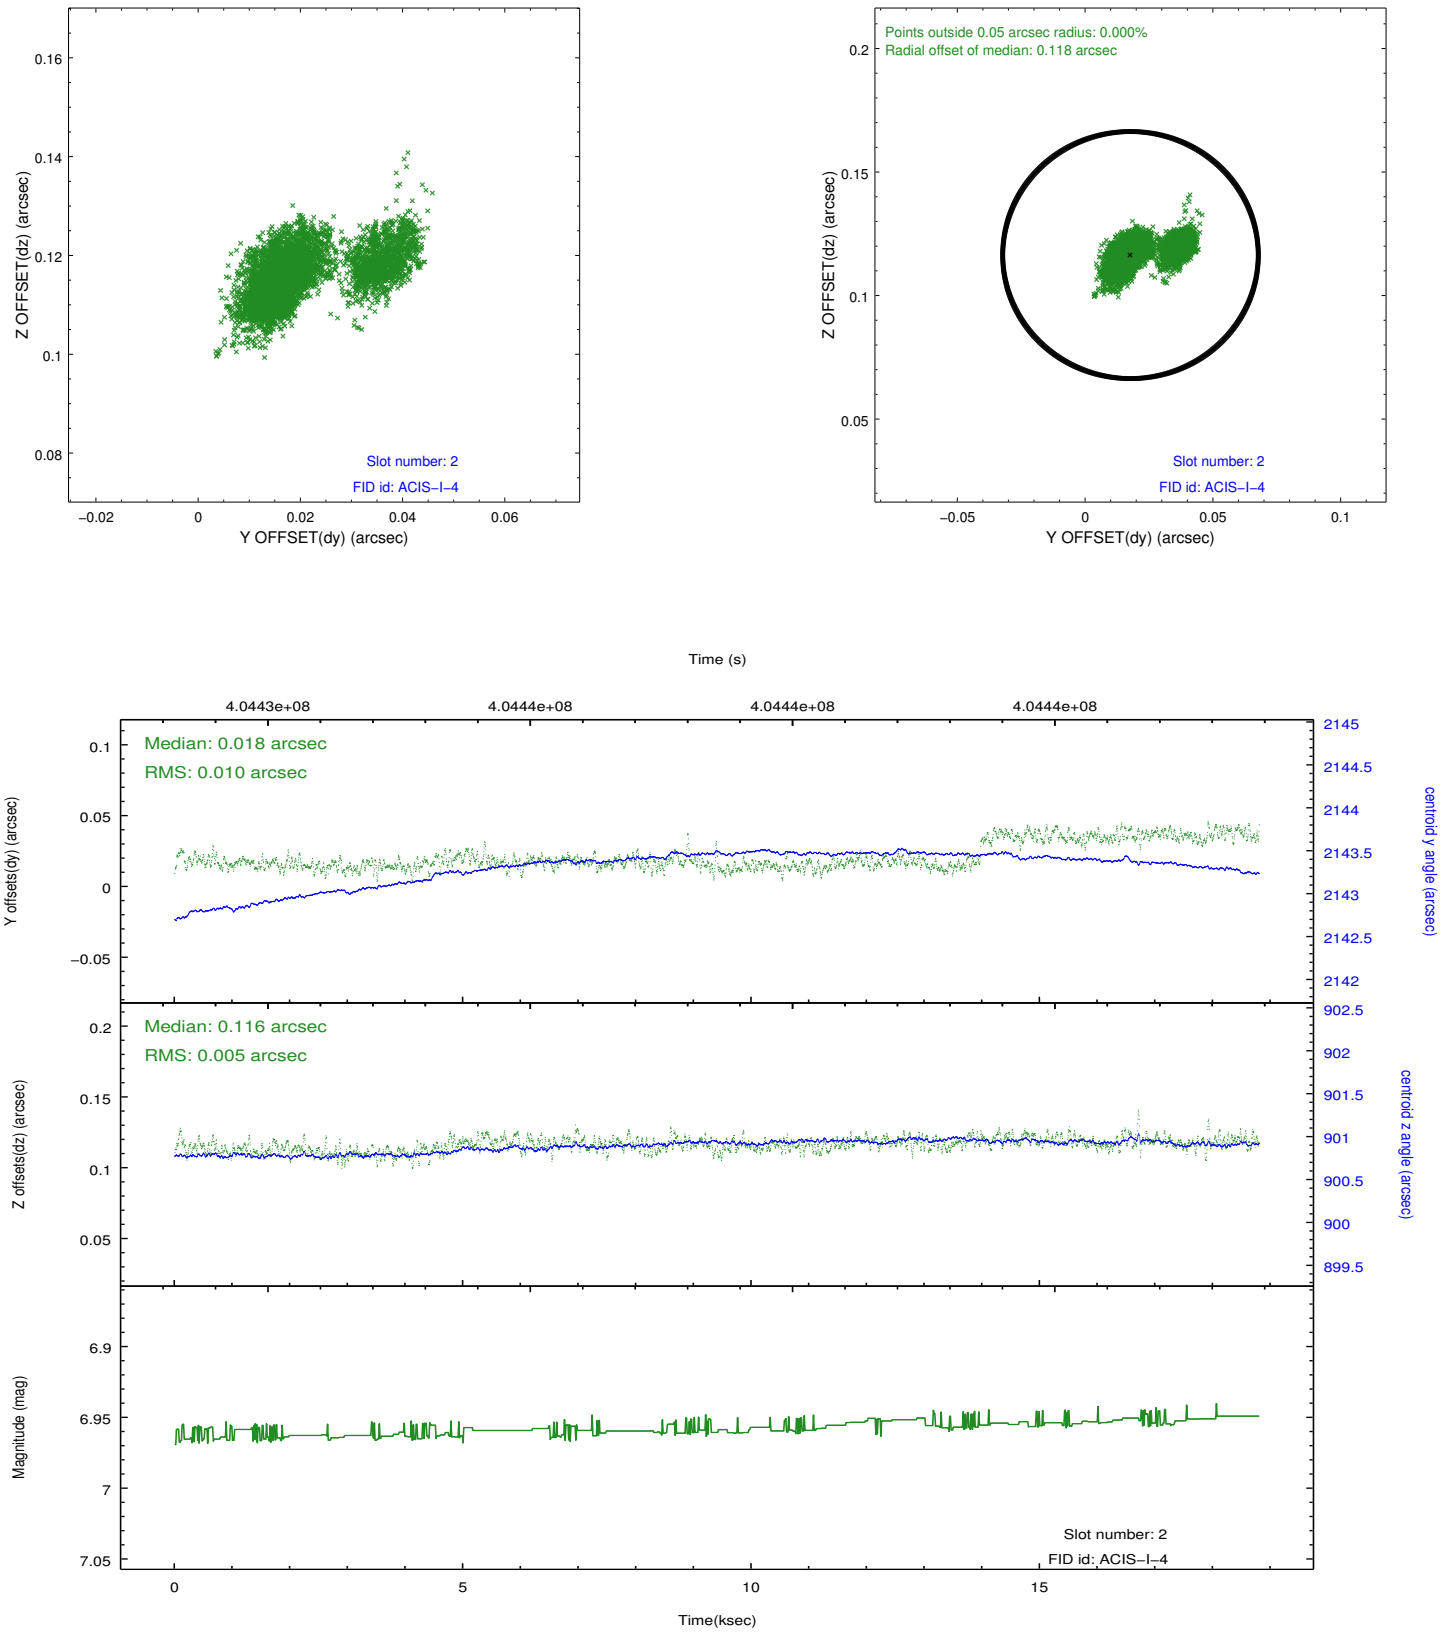 0.16
0.14
0.12
0.1
0.08
Z OFFSET(dz) (arcsec)
Slot number: 2
FID id: ACIS−I−4
−0.02 0 0.02 0.04 0.06
Y OFFSET(dy) (arcsec)
Points outside 0.05 arcsec radius: 0.000%
Radial offset of median: 0.118 arcsec
0.2
0.15
0.1
0.05
Z OFFSET(dz) (arcsec)
Slot number: 2
FID id: ACIS−I−4
−0.05 0 0.05 0.1
Y OFFSET(dy) (arcsec)
Time (s)
4.0443e+08 4.0444e+08 4.0444e+08 4.0444e+08
Median: 0.018 arcsec
RMS: 0.010 arcsec
0.1
0.05
0
−0.05
Y offsets(dy) (arcsec)
2145
2144.5
2144
2143.5
2143
2142.5
2142
centroid y angle (arcsec)
Median: 0.116 arcsec
RMS: 0.005 arcsec
0.2
0.15
0.1
0.05
Z offsets(dz) (arcsec)
902.5
902
901.5
901
900.5
900
899.5
centroid z angle (arcsec)
6.9
6.95
7
7.05
Magnitude (mag)
Slot number: 2
FID id: ACIS−I−4
0 5 10 15
Time(ksec)